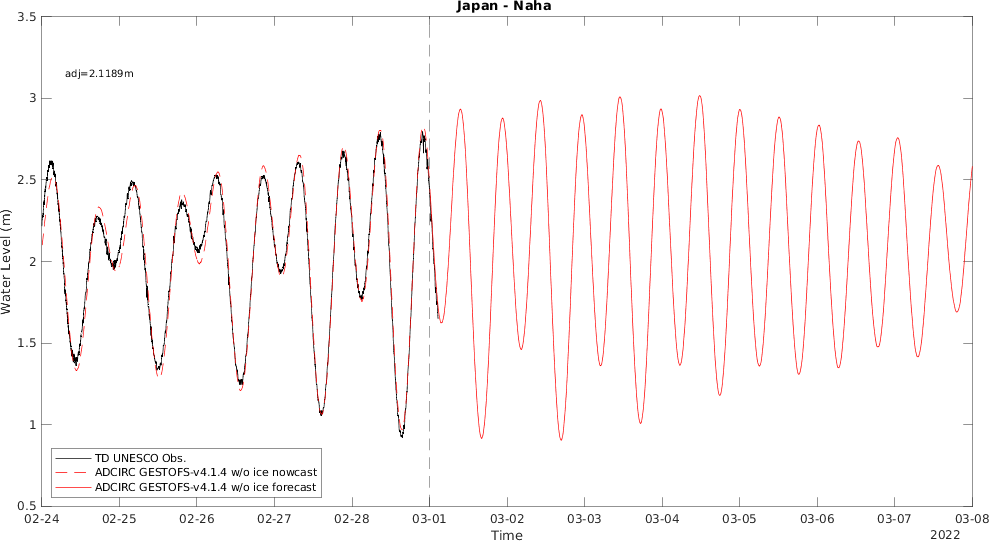 Japan - Naha
3.5
3
2.5
2
1.5
1
0.5
Water Level (m)
adj=2.1189m
TD UNESCO Obs.
ADCIRC GESTOFS-v4.1.4 w/o ice nowcast
ADCIRC GESTOFS-v4.1.4 w/o ice forecast
02-24 02-25 02-26 02-27 02-28 03-01 03-02 03-03 03-04 03-05 03-06 03-07 03-08
Time
2022